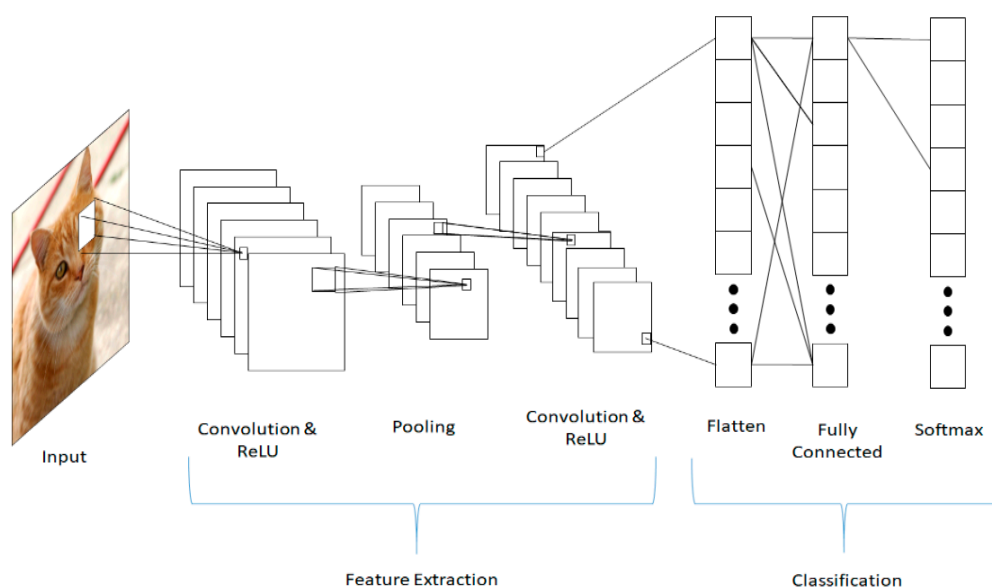 Input
Convolution &
ReLU
Pooling
Convolution &
ReLU
Flatten
Fully
Connected
Softmax
Feature Extraction
Classification